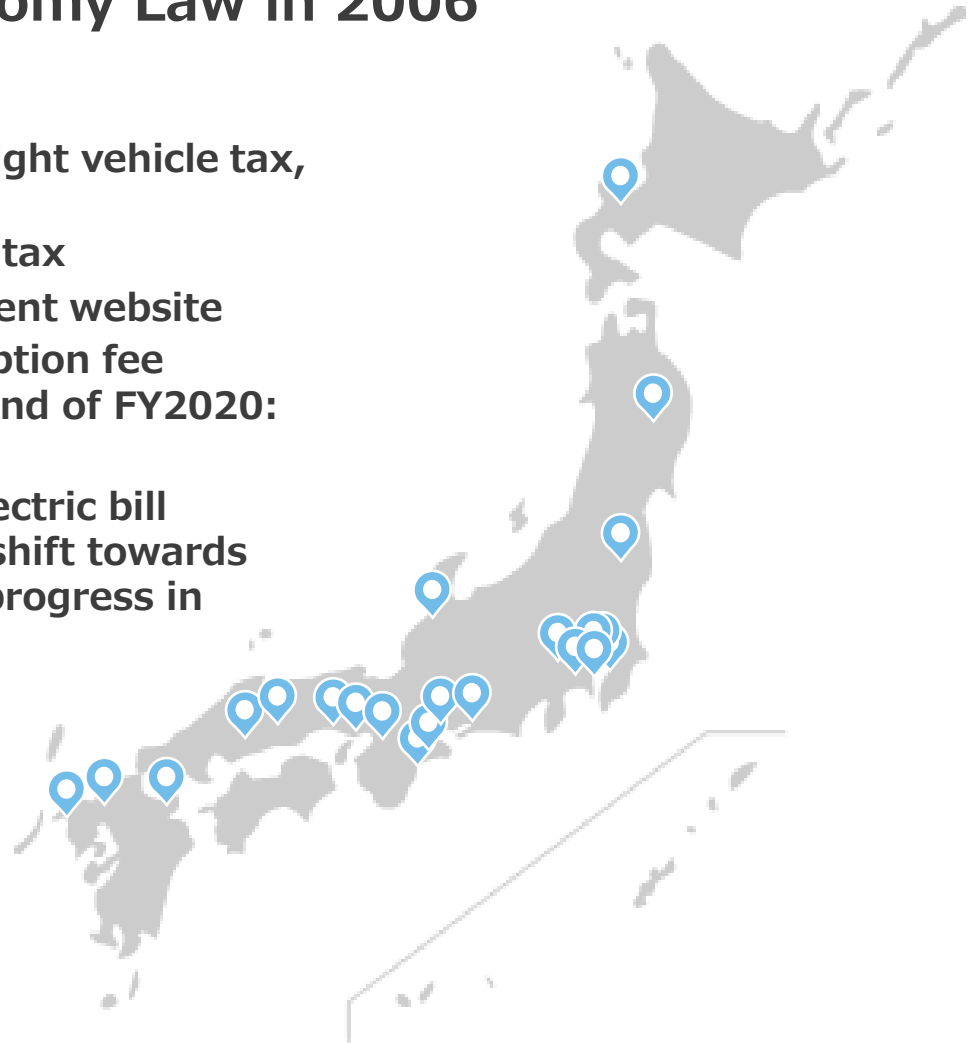 omy Law in 2006
ght vehicle tax,
tax
ent website
ption fee
nd of FY2020:
ectric bill
shift towards
progress in